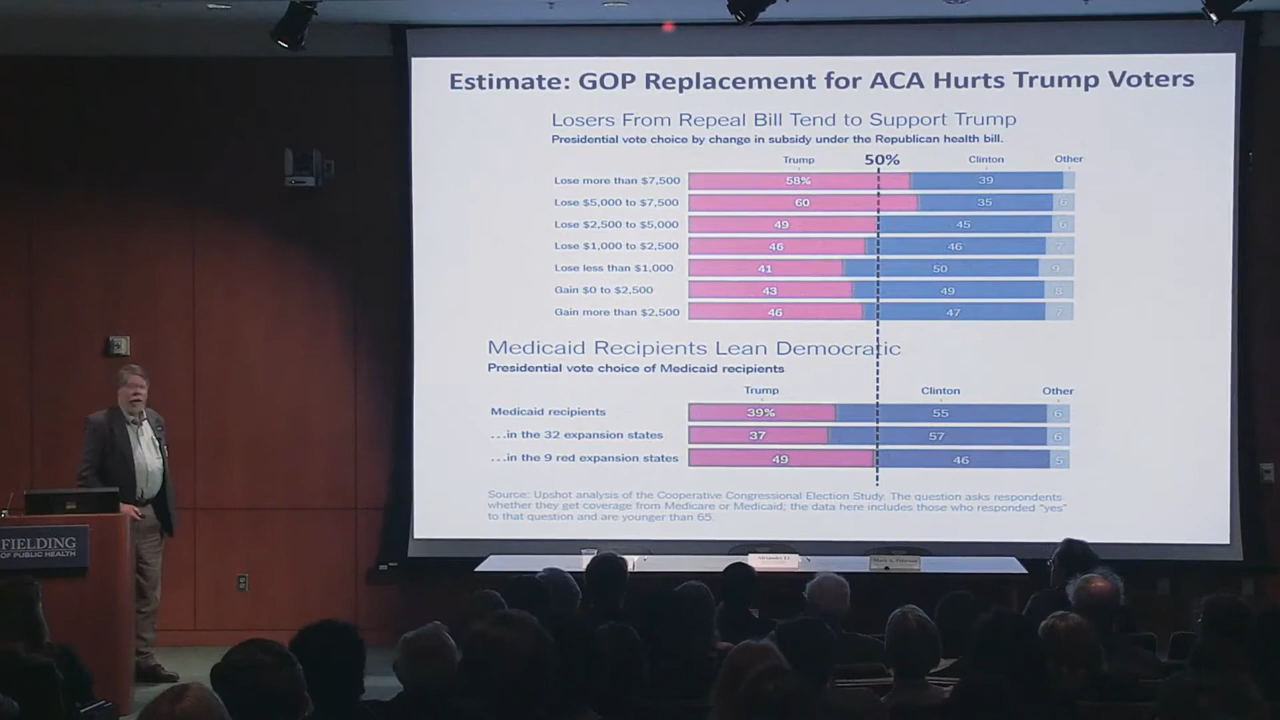 Estimate: GOP Replacement for ACA Hurts Trump Voters
Losers From Repeal Bill Tend to Support Trump
Presidential vote choice by change in subsidy under the Republican health bill.
Trump 50% Clinton Other
Lose more than $7,500 58% 39
Lose $5,000 to $7,500 60 35 6
Lose $2,500 to $5,000 49 45 6
Lose $1,000 to $2,500 46 46 7
Lose less than $1,000 41 50 9
Gain $0 to $2,500 43 49 8
Gain more than $2,500 46 47 7
Medicaid Recipients Lean Democratic
Presidential vote choice of Medicaid recipients
Trump Clinton Other
Medicaid recipients 39% 55 6
...in the 32 expansion states 37 57 6
...in the 9 red expansion states 49 46 5
Source: Upshot analysis of the Cooperative Congressional Election Study. The question asks respondents
whether they get coverage from Medicare or Medicaid; the data here includes those who responded "yes"
to that question and are younger than 65.
FIELDING
OF PUBLIC HEALTH